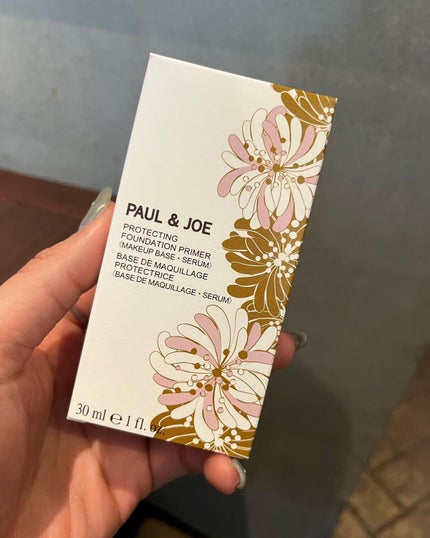 PAUL & JOE
PROTECTING
FOUNDATION PRIMER
(MAKEUP BASE・SERUM)
BASE DE MAQUILLAGE
PROTECTRICE
(BASE DE MAQUILLAGE・SERUM)
30 ml ℮ 1 fl. oz.